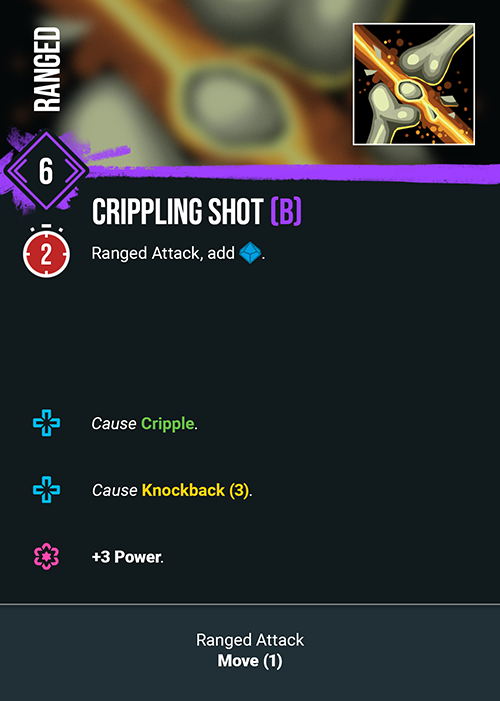 RANGED
6
CRIPPLING SHOT (B)
2
Ranged Attack, add .
Cause Cripple.
Cause Knockback (3).
+3 Power.
Ranged Attack
Move (1)